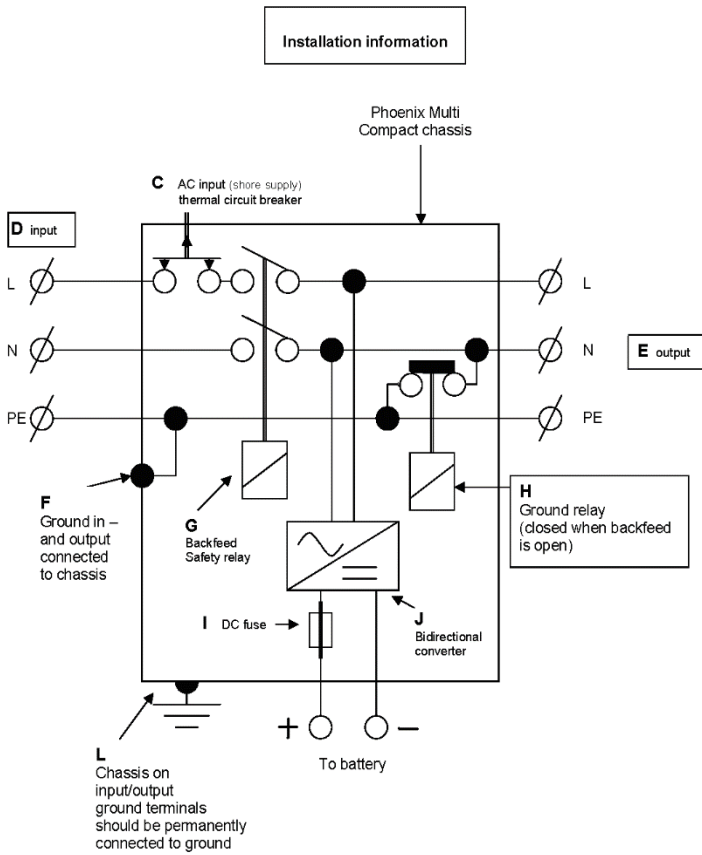 Installation information
Phoenix Multi
Compact chassis
C AC input (shore supply)
thermal circuit breaker
D input
L
L
N
N
E output
PE
PE
F
Ground in –
and output
connected
to chassis
G
Backfeed
Safety relay
H
Ground relay
(closed when backfeed
is open)
I DC fuse
J
Bidirectional
converter
+
–
To battery
L
Chassis on
input/output
ground terminals
should be permanently
connected to ground